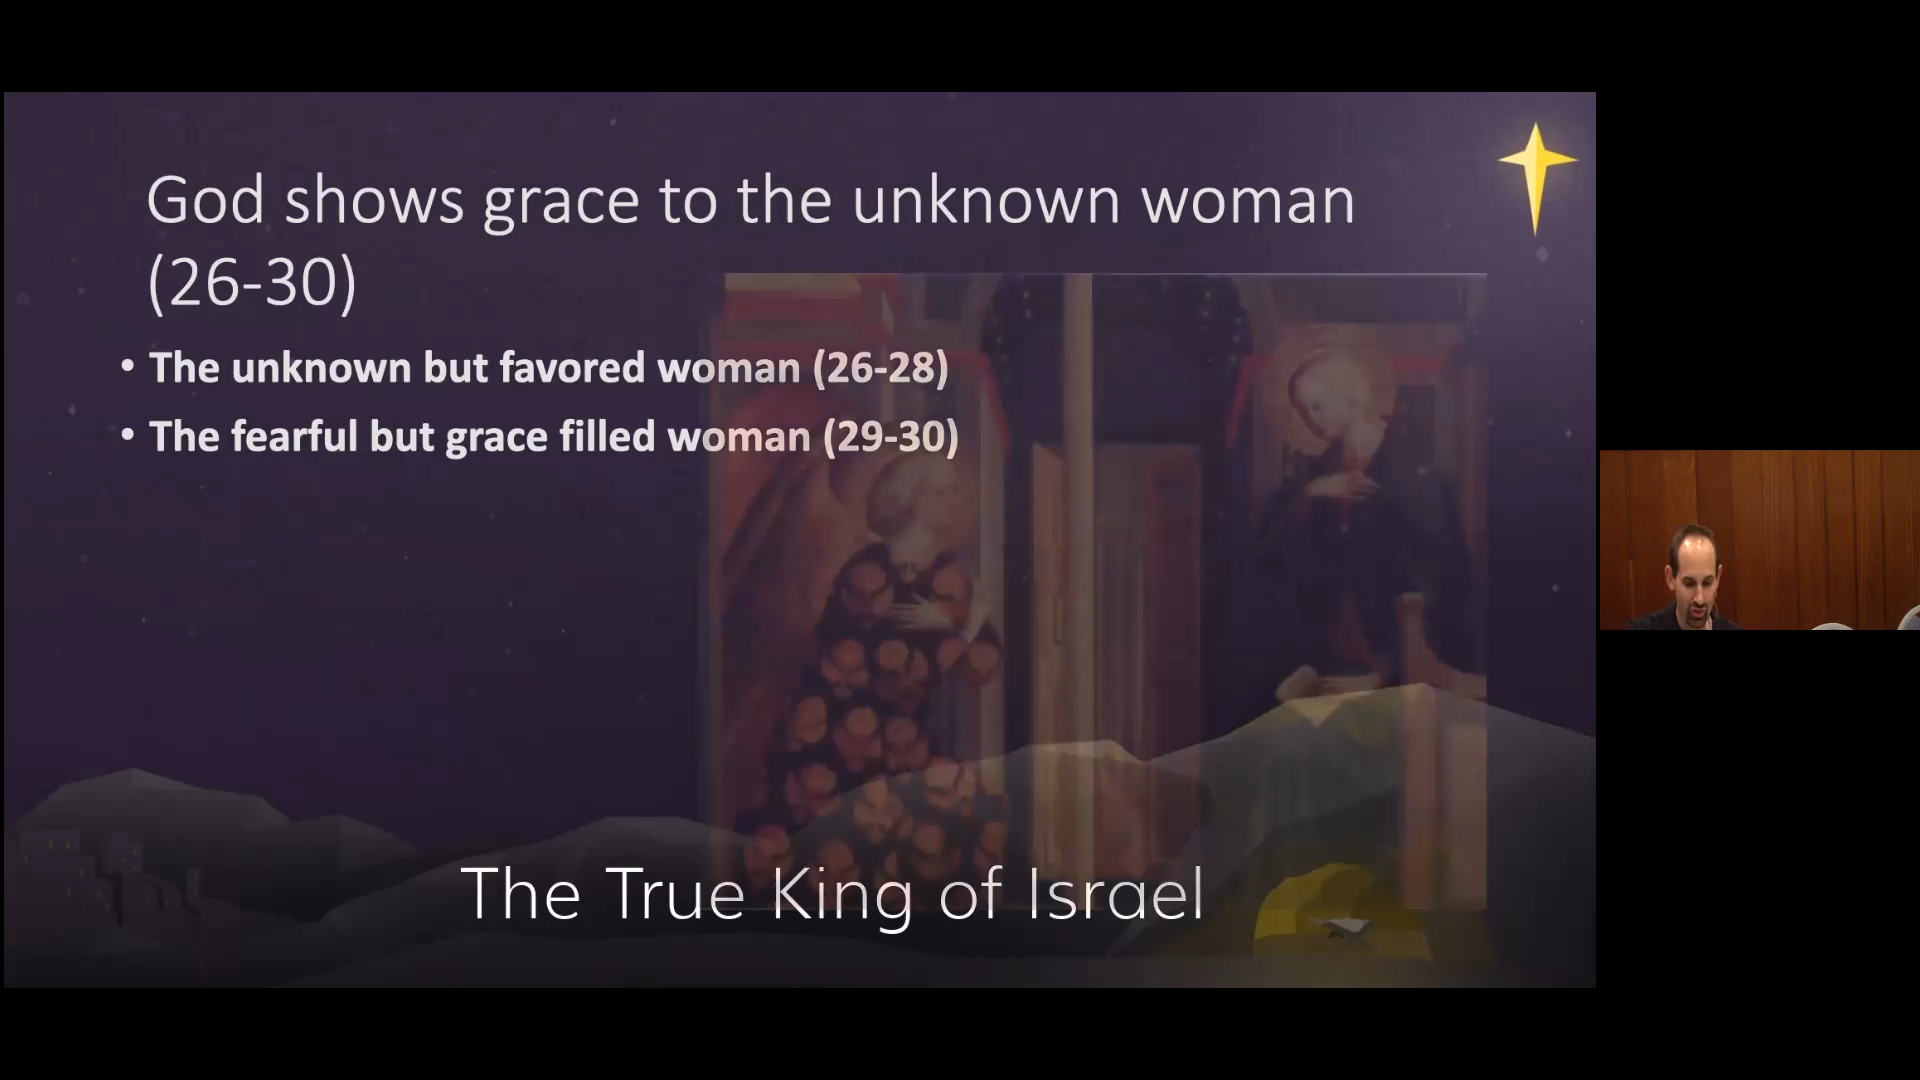 God shows grace to the unknown woman
(26-30)
• The unknown but favored woman (26-28)
• The fearful but grace filled woman (29-30)
The True King of Israel